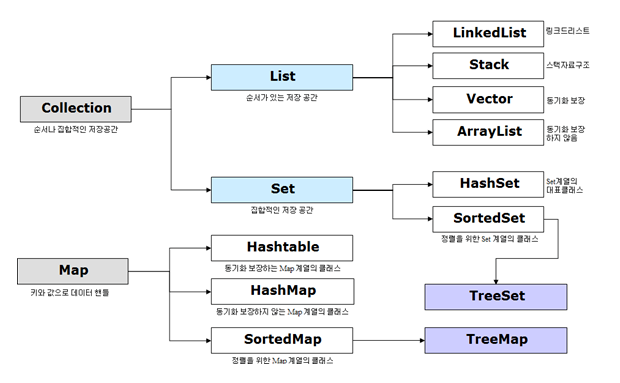 Collection
순서나 집합적인 저장공간
List
순서가 있는 저장 공간
LinkedList
링크드리스트
Stack
스택자료구조
Vector
동기화 보장
ArrayList
동기화 보장
하지 않음
Set
집합적인 저장 공간
HashSet
Set계열의
대표클래스
SortedSet
정렬을 위한 Set 계열의 클래스
TreeSet
Map
키와 값으로 데이터 핸들
Hashtable
동기화 보장하는 Map 계열의 클래스
HashMap
동기화 보장하지 않는 Map 계열의 클래스
SortedMap
정렬을 위한 Map 계열의 클래스
TreeMap